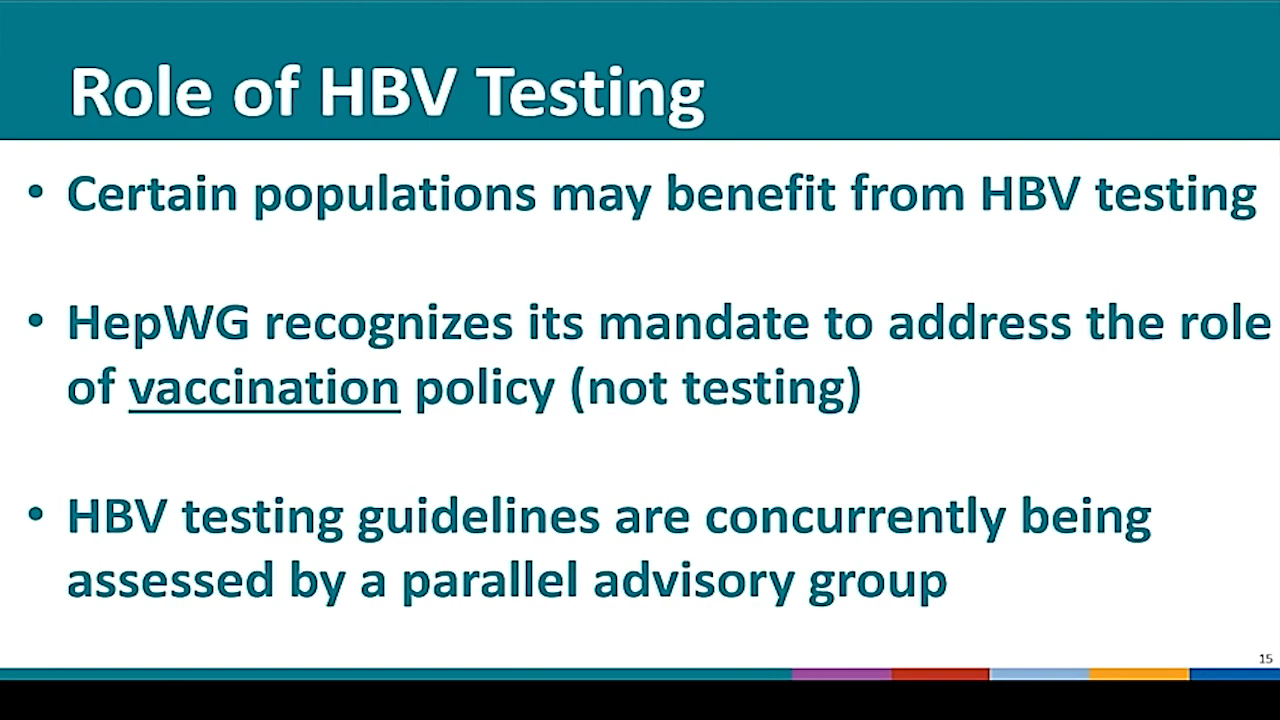 Role of HBV Testing
• Certain populations may benefit from HBV testing
• HepWG recognizes its mandate to address the role
of vaccination policy (not testing)
• HBV testing guidelines are concurrently being
assessed by a parallel advisory group
15